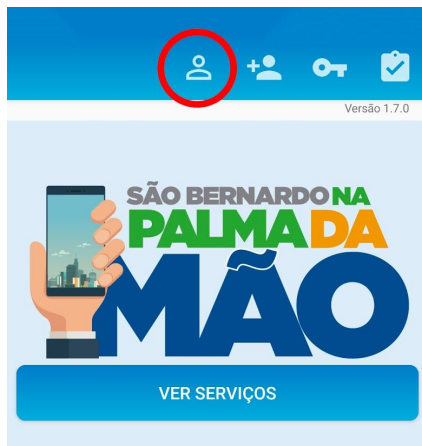 Versão 1.7.0
SÃO BERNARDO NA
PALMA DA
MÃO
VER SERVIÇOS